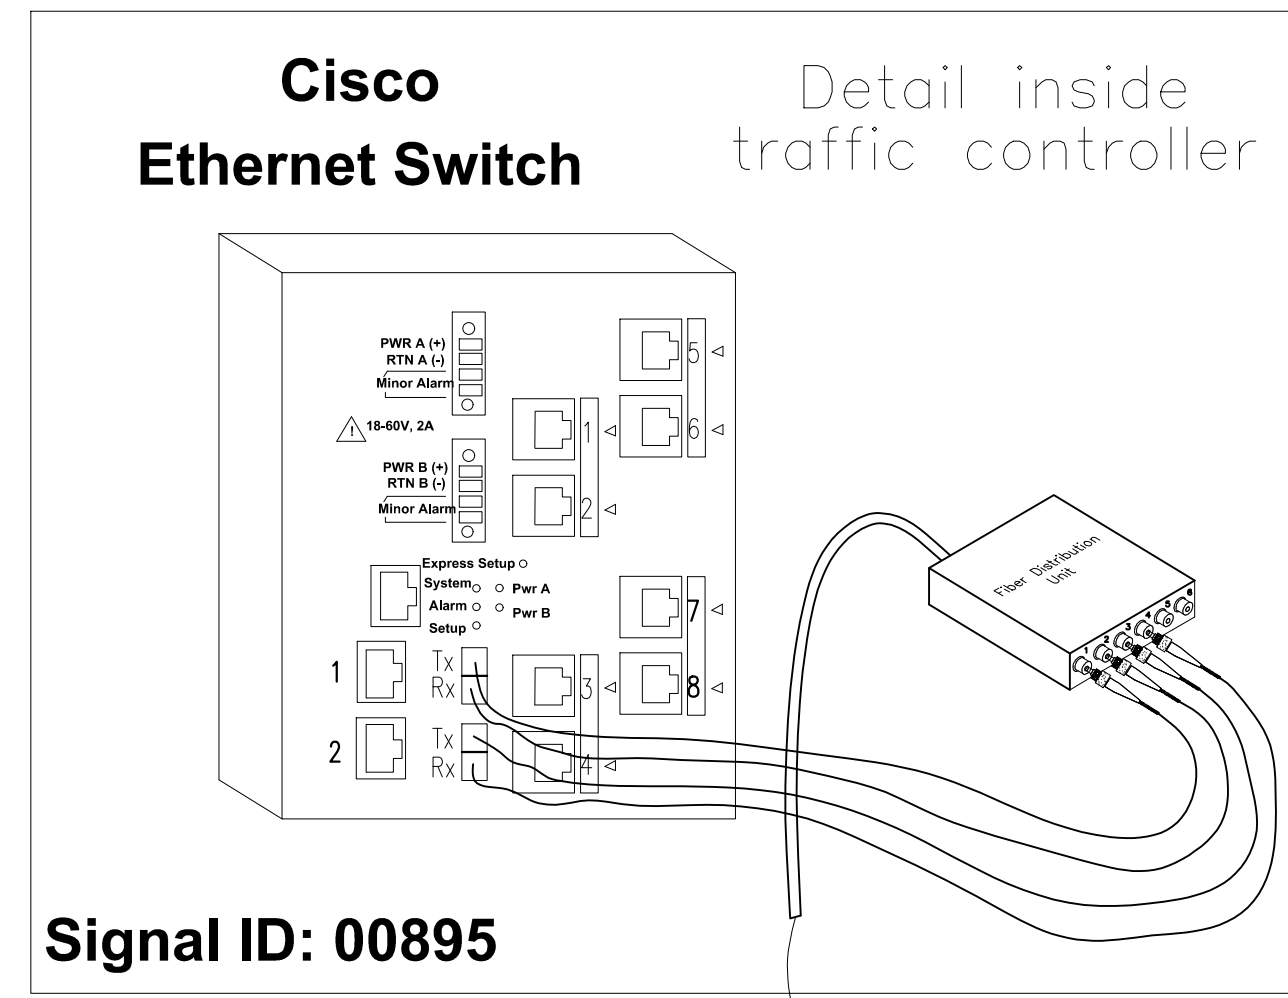 Cisco
Ethernet Switch
Detail inside
traffic controller
PWR A (+)
RTN A (-)
Minor Alarm
5
! 18-60V, 2A
1
6
PWR B (+)
RTN B (-)
Minor Alarm
2
Express Setup
System
Pwr A
Alarm
Pwr B
Setup
7
1
Tx
Rx
3
8
2
Tx
Rx
4
Fiber Distribution
Unit
1 2 3 4 5 6
Signal ID: 00895